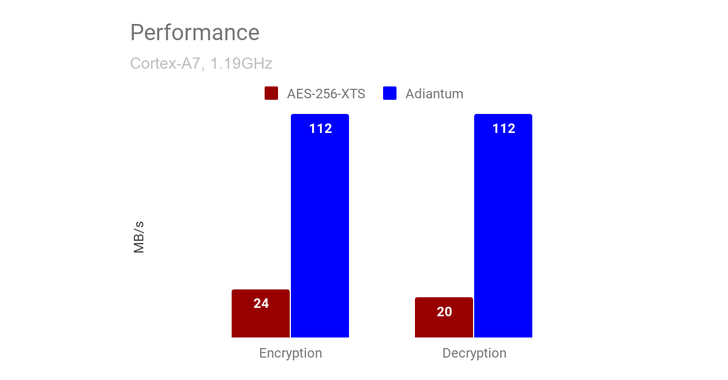 Performance
Cortex-A7, 1.19GHz
AES-256-XTS Adiantum
112 112
MB/s
24 20
Encryption Decryption